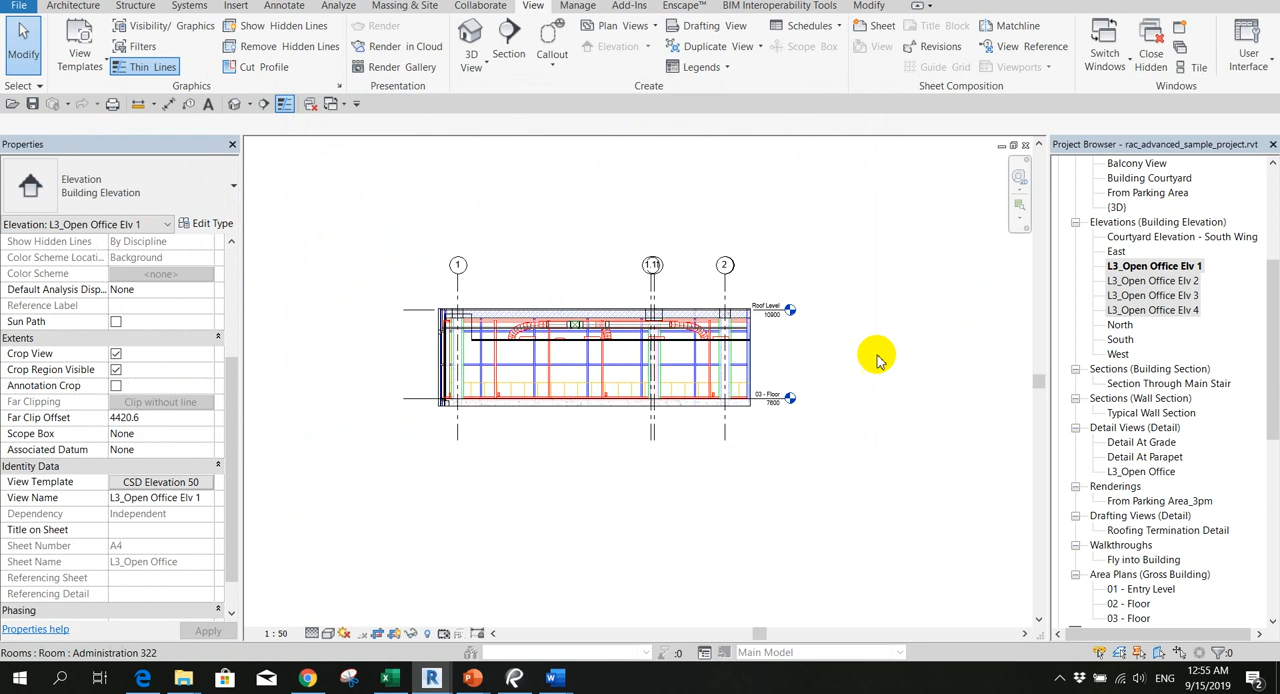 File Architecture Structure Systems Insert Annotate Analyze Massing & Site Collaborate View Manage Add-Ins Enscape™ BIM Interoperability Tools Modify
Modify
Select
View
Templates
Visibility/ Graphics
Filters
Thin Lines
Show Hidden Lines
Remove Hidden Lines
Cut Profile
Graphics
Render
Render in Cloud
Render Gallery
Presentation
3D
View
Section
Callout
Plan Views
Elevation
Drafting View
Duplicate View
Legends
Schedules
Scope Box
Create
Sheet
View
Title Block
Revisions
Guide Grid
Matchline
View Reference
Viewports
Sheet Composition
Switch
Windows
Close
Hidden
Tile
Windows
User
Interface
Properties
Elevation
Building Elevation
Elevation: L3_Open Office Elv 1
Edit Type
Show Hidden Lines By Discipline
Color Scheme Locati... Background
Color Scheme <none>
Default Analysis Disp... None
Reference Label
Sun Path
Extents
Crop View
Crop Region Visible
Annotation Crop
Far Clipping Clip without line
Far Clip Offset 4420.6
Scope Box None
Associated Datum None
Identity Data
View Template CSD Elevation 50
View Name L3_Open Office Elv 1
Dependency Independent
Title on Sheet
Sheet Number A4
Sheet Name L3_Open Office
Referencing Sheet
Referencing Detail
Phasing
Properties help
Apply
1
2
Roof Level
10900
03 - Floor
7600
1 : 50
Project Browser - rac_advanced_sample_project.rvt
Balcony View
Building Courtyard
From Parking Area
{3D}
Elevations (Building Elevation)
Courtyard Elevation - South Wing
East
L3_Open Office Elv 1
L3_Open Office Elv 2
L3_Open Office Elv 3
L3_Open Office Elv 4
North
South
West
Sections (Building Section)
Section Through Main Stair
Sections (Wall Section)
Typical Wall Section
Detail Views (Detail)
Detail At Grade
Detail At Parapet
L3_Open Office
Renderings
From Parking Area_3pm
Drafting Views (Detail)
Roofing Termination Detail
Walkthroughs
Fly into Building
Area Plans (Gross Building)
01 - Entry Level
02 - Floor
03 - Floor
Rooms : Room : Administration 322
:0
Main Model
:0
ENG
12:55 AM
9/15/2019
2